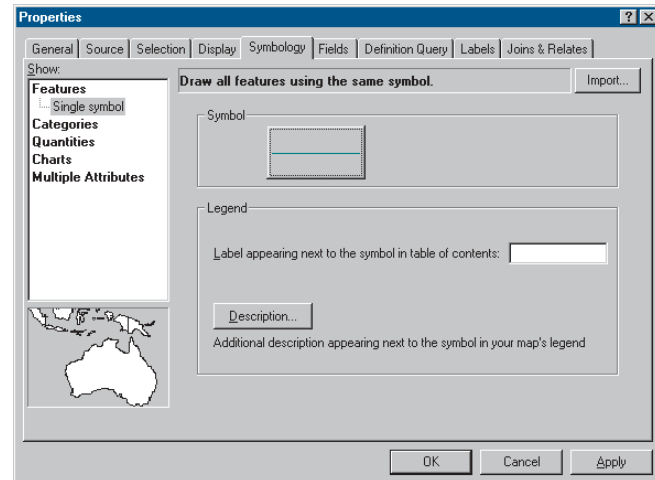 Properties
General Source Selection Display Symbology Fields Definition Query Labels Joins & Relates
Show:
Features
Single symbol
Categories
Quantities
Charts
Multiple Attributes
Draw all features using the same symbol.
Import...
Symbol
Legend
Label appearing next to the symbol in table of contents:
Description...
Additional description appearing next to the symbol in your map's legend
OK Cancel Apply